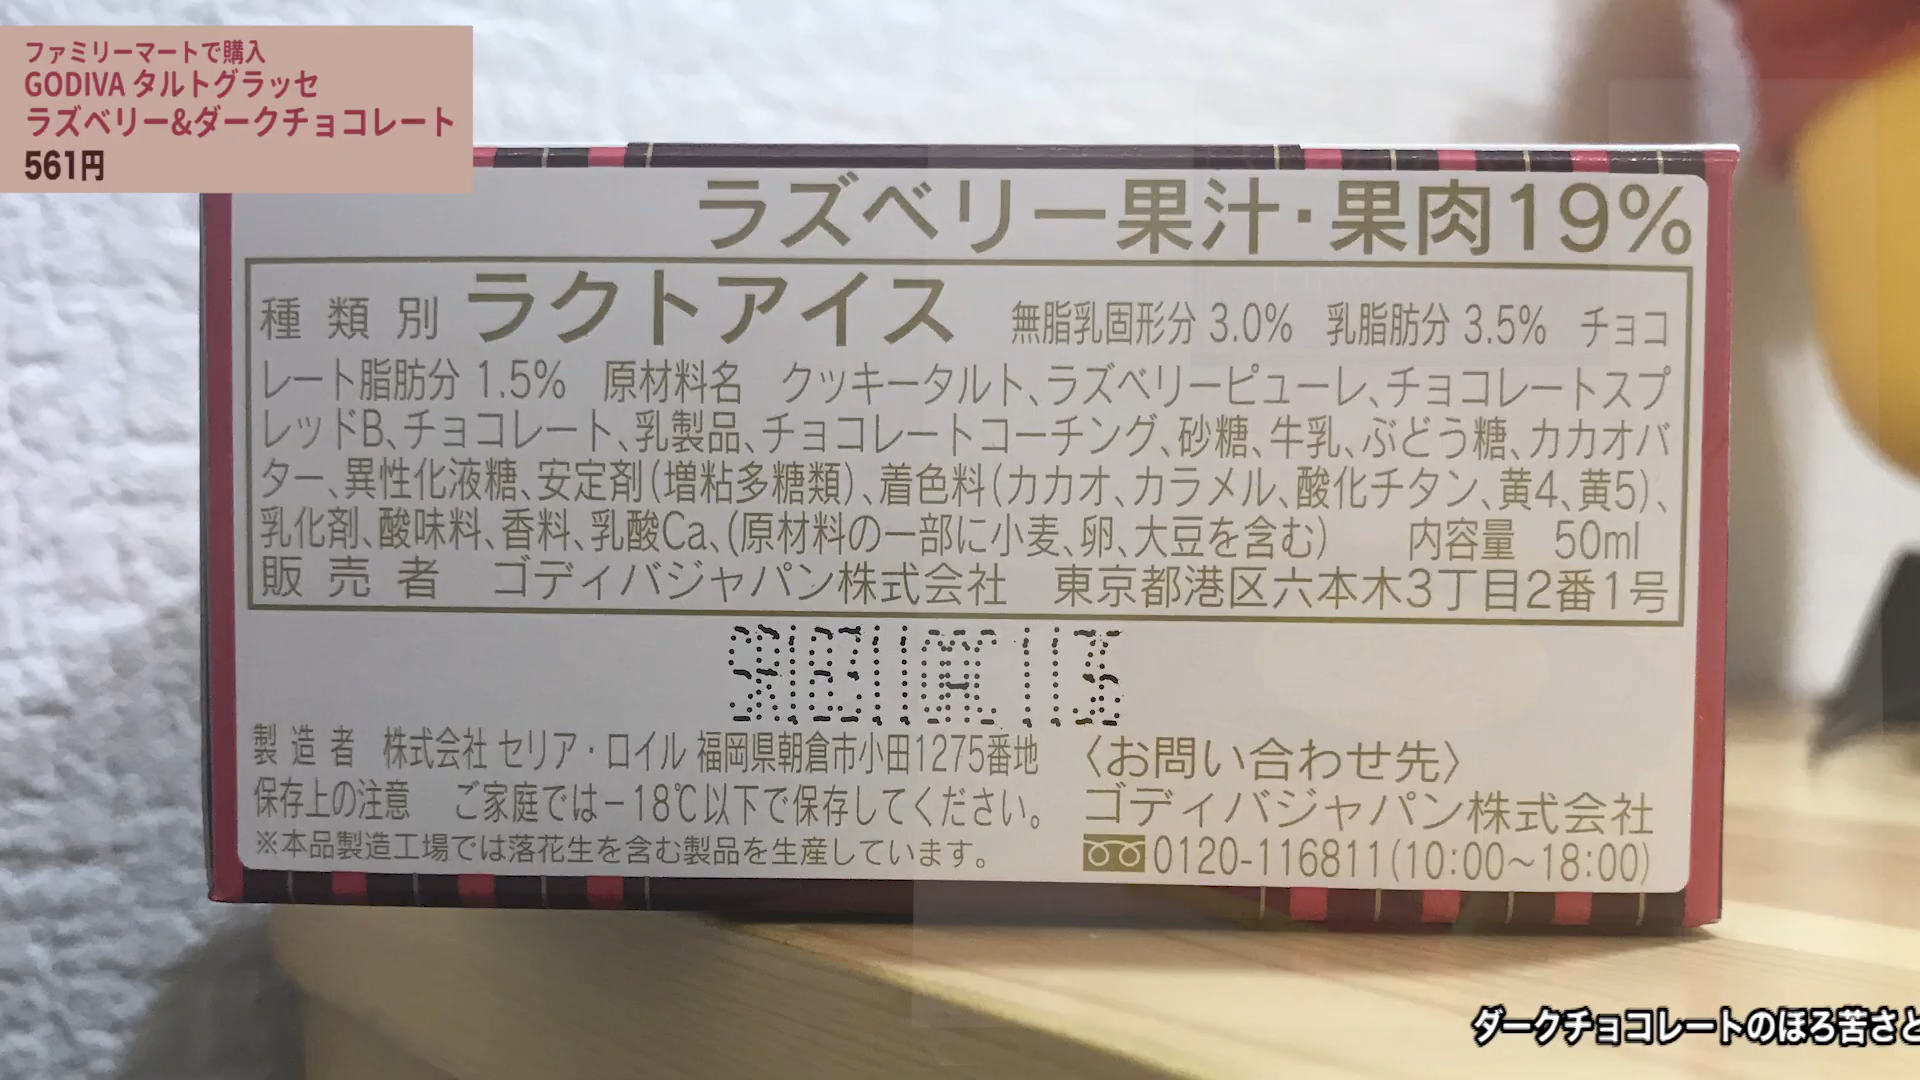 ファミリーマートで購入
GODIVA タルトグラッセ
ラズベリー&ダークチョコレート
561円
ラズベリー果汁・果肉19%
種類別 ラクトアイス 無脂乳固形分 3.0% 乳脂肪分 3.5% チョコ
レート脂肪分 1.5% 原材料名 クッキータルト、ラズベリーピューレ、チョコレートスプ
レッドB、チョコレート、乳製品、チョコレートコーチング、砂糖、牛乳、ぶどう糖、カカオバ
ター、異性化液糖、安定剤(増粘多糖類)、着色料(カカオ、カラメル、酸化チタン、黄4、黄5)、
乳化剤、酸味料、香料、乳酸Ca、(原材料の一部に小麦、卵、大豆を含む) 内容量 50ml
販売者 ゴディバジャパン株式会社 東京都港区六本木3丁目2番1号
製造者 株式会社 セリア・ロイル 福岡県朝倉市小田1275番地
保存上の注意 ご家庭では－18℃以下で保存してください。
※本品製造工場では落花生を含む製品を生産しています。
〈お問い合わせ先〉
ゴディバジャパン株式会社
0120-116811(10:00〜18:00)
ダークチョコレートのほろ苦さと